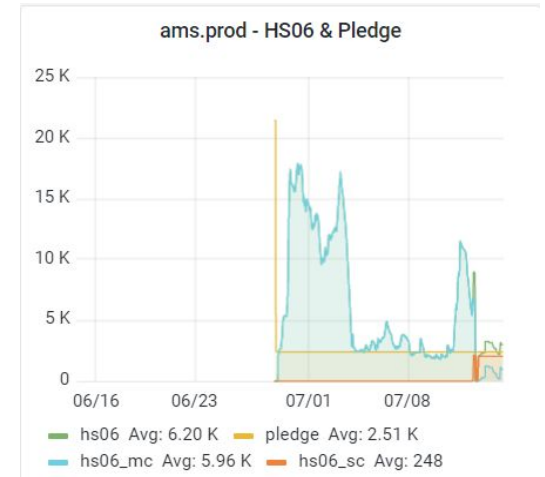 ams.prod - HS06 & Pledge
25 K
20 K
15 K
10 K
5 K
0
06/16 06/23 07/01 07/08
hs06 Avg: 6.20 K pledge Avg: 2.51 K
hs06_mc Avg: 5.96 K hs06_sc Avg: 248